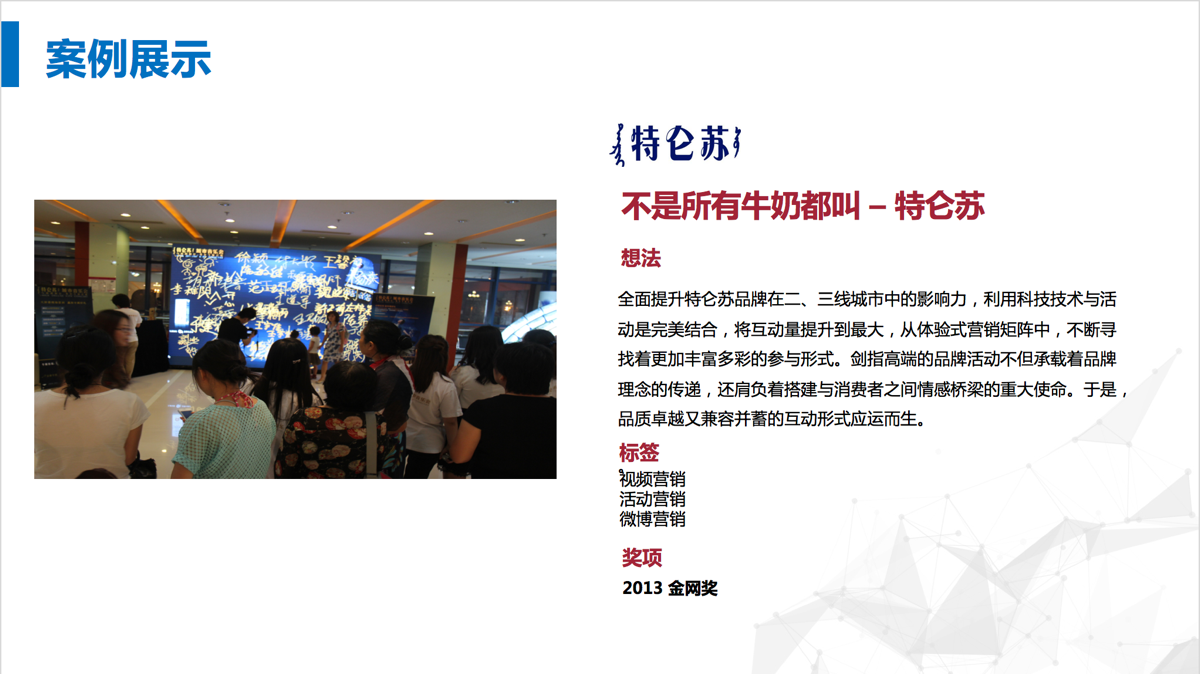 案例展示
特仑苏
不是所有牛奶都叫 – 特仑苏
想法
全面提升特仑苏品牌在二、三线城市中的影响力，利用科技技术与活
动是完美结合，将互动量提升到最大，从体验式营销矩阵中，不断寻
找着更加丰富多彩的参与形式。剑指高端的品牌活动不但承载着品牌
理念的传递，还肩负着搭建与消费者之间情感桥梁的重大使命。于是，
品质卓越又兼容并蓄的互动形式应运而生。
标签
视频营销
活动营销
微博营销
奖项
2013 金网奖